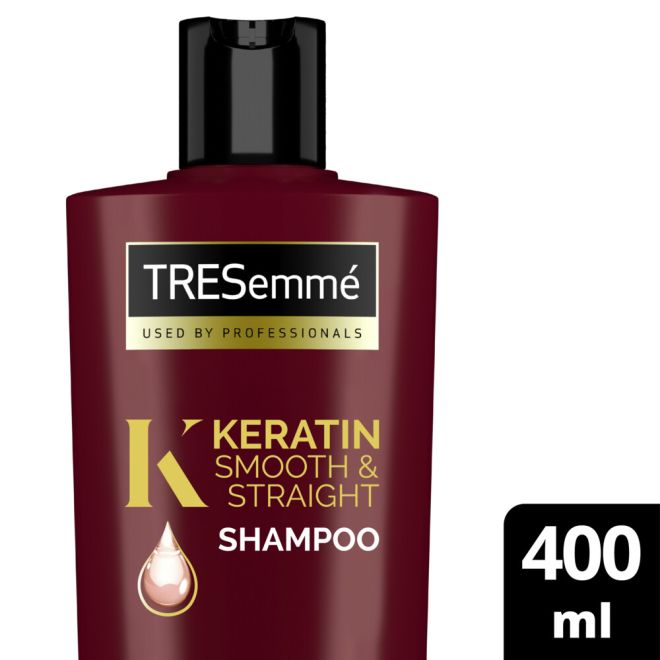 TRESemmé
USED BY PROFESSIONALS
K KERATIN
SMOOTH &
STRAIGHT
SHAMPOO
400
ml